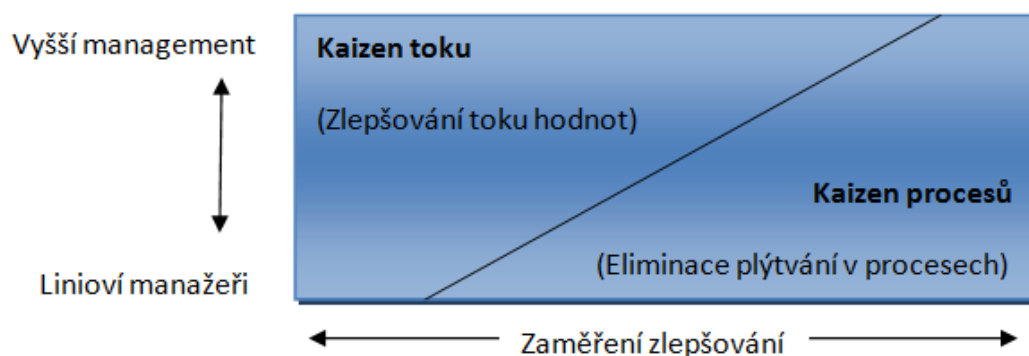 Vyšší management
Kaizen toku
(Zlepšování toku hodnot)
Kaizen procesů
(Eliminace plýtvání v procesech)
Linioví manažeři
Zaměření zlepšování